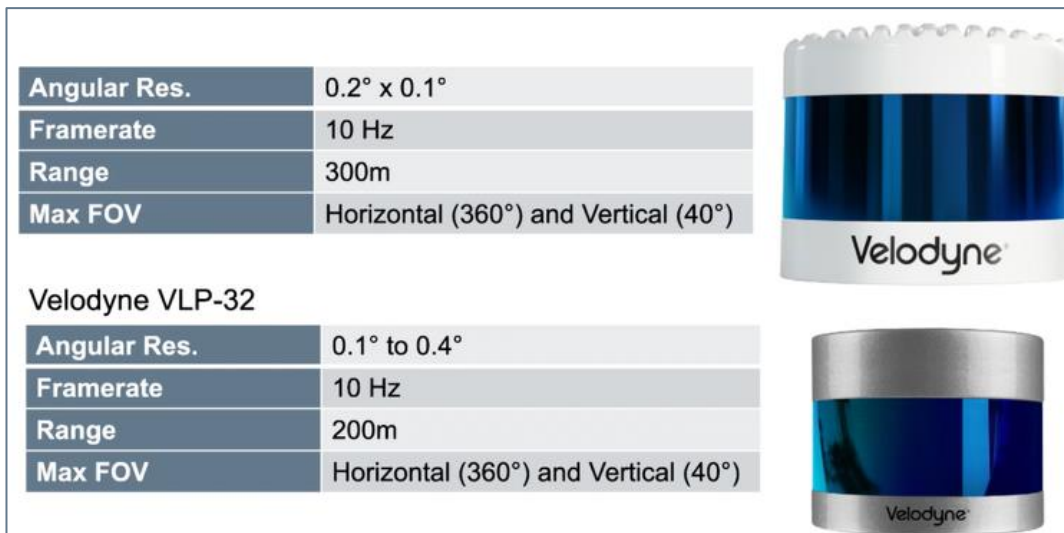 Angular Res. 0.2° x 0.1°
Framerate 10 Hz
Range 300m
Max FOV Horizontal (360°) and Vertical (40°)
Velodyne
Velodyne VLP-32
Angular Res. 0.1° to 0.4°
Framerate 10 Hz
Range 200m
Max FOV Horizontal (360°) and Vertical (40°)
Velodyne